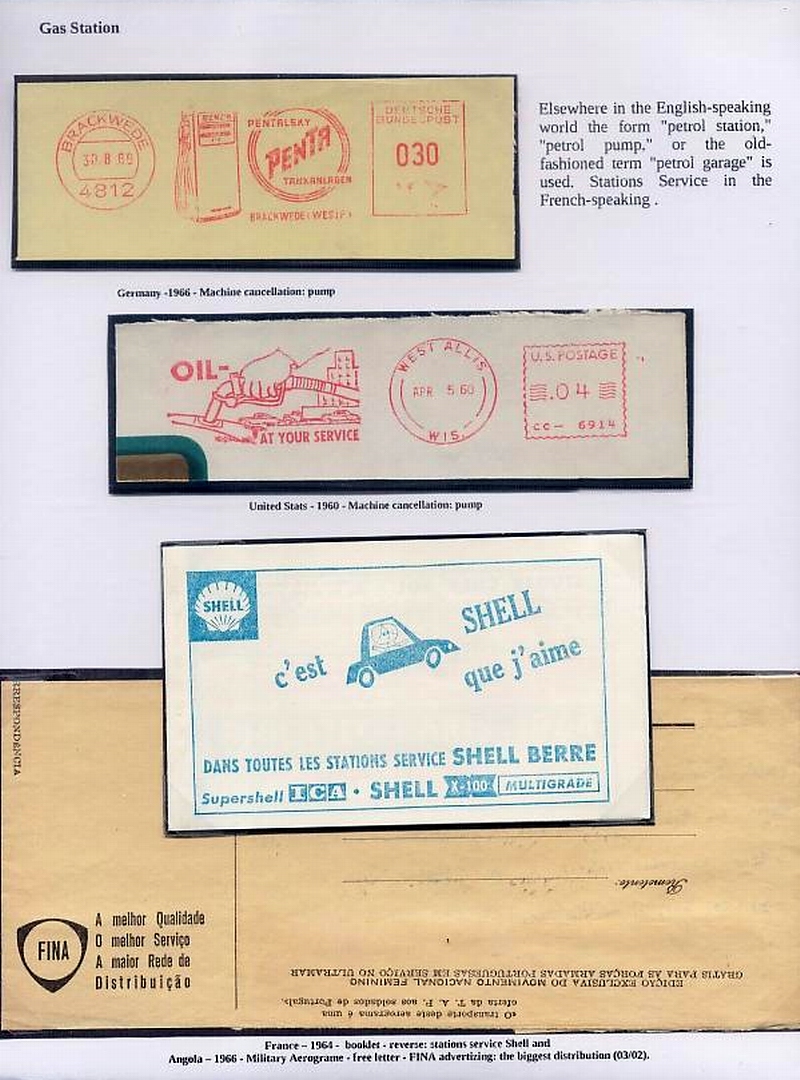 Gas Station
Elsewhere in the English-speaking
world the form "petrol station,"
"petrol pump," or the old-
fashioned term "petrol garage" is
used. Stations Service in the
French-speaking .
BRACKWEDE
4812
PENTALKAY
PENTA
TANKANLAGEN
BRACKWEDE (WESTF.)
DEUTSCHE
BUNDESPOST
030
Germany -1966 - Machine cancellation: pump
OIL-
AT YOUR SERVICE
WEST ALLIS
APR 5 60
WIS.
U.S. POSTAGE
.04
CC- 6914
United Stats - 1960 - Machine cancellation: pump
SHELL
c'est
SHELL
que j'aime
DANS TOUTES LES STATIONS SERVICE SHELL BERRE
Supershell ICA • SHELL X-100 MULTIGRADE
RRESPONDENCIA
Remetente:
FINA
A melhor Qualidade
O melhor Serviço
A maior Rede de
Distribuição
O transporte deste aerograma é uma
oferta da T. A. P. aos soldados de Portugal.
EDIÇÃO EXCLUSIVA DO MOVIMENTO NACIONAL FEMININO
GRATIS PARA AS FORÇAS ARMADAS PORTUGUESAS EM SERVIÇO NO ULTRAMAR
France – 1964 - booklet - reverse: stations service Shell and
Angola – 1966 - Military Aerograme - free letter - FINA advertizing: the biggest distribution (03/02).